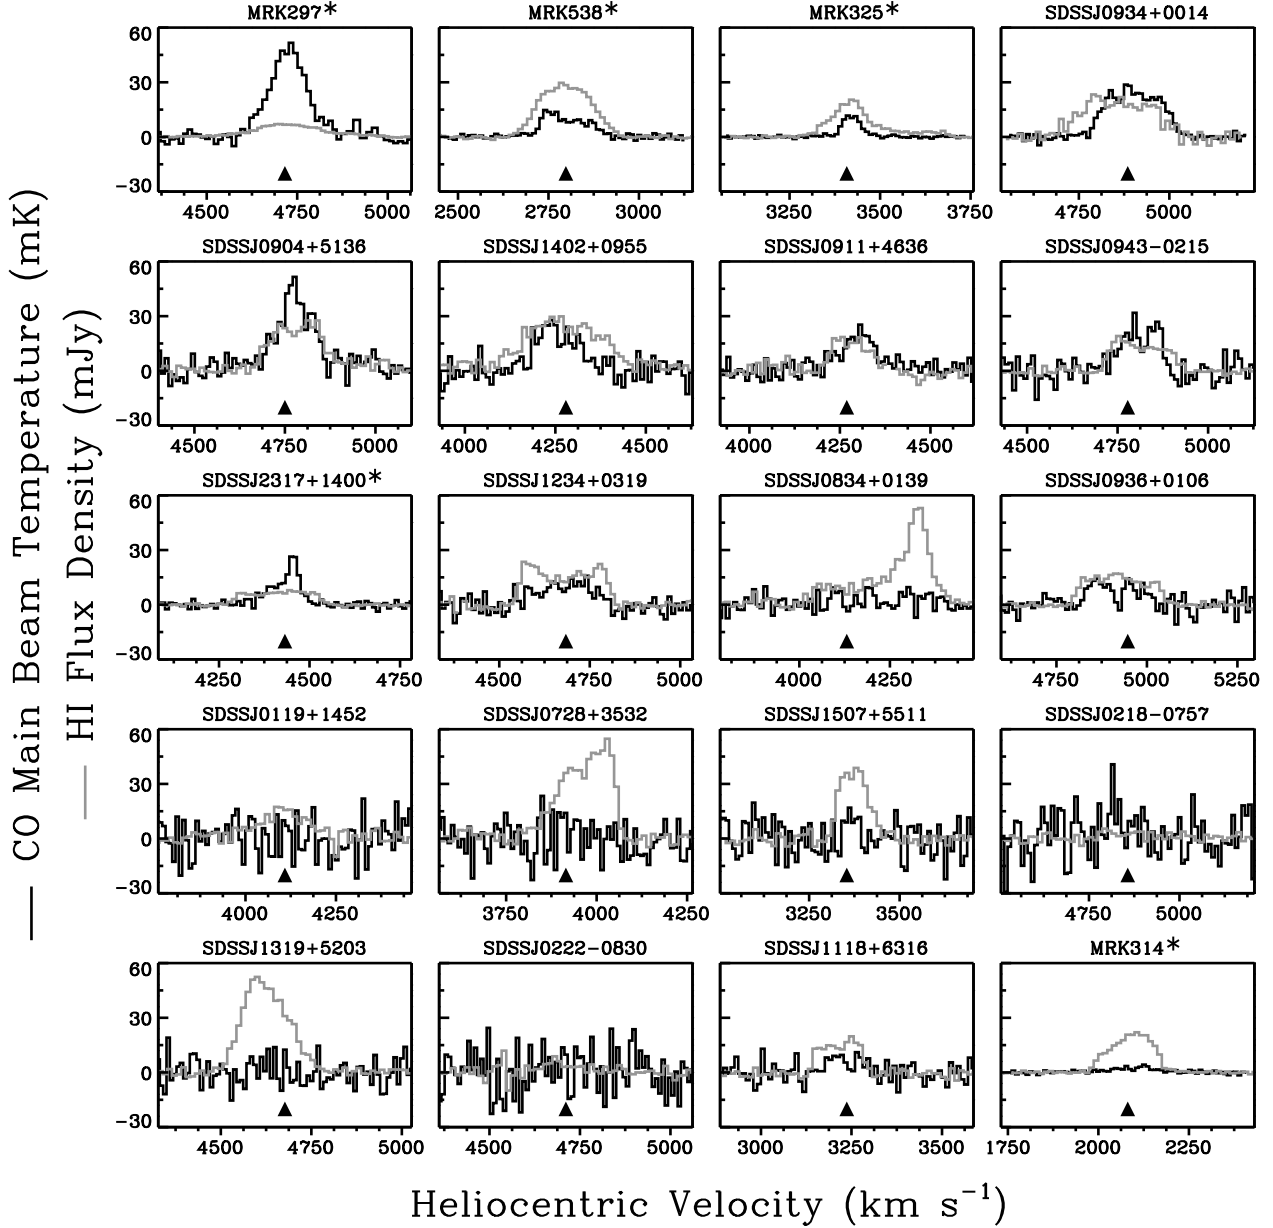 MRK297* MRK538* MRK325* SDSSJ0934+0014
60
30
0
−30
4500 4750 5000 2500 2750 3000 3250 3500 3750 4750 5000
SDSSJ0904+5136 SDSSJ1402+0955 SDSSJ0911+4636 SDSSJ0943−0215
60
30
0
−30
4500 4750 5000 4000 4250 4500 4000 4250 4500 4500 4750 5000
SDSSJ2317+1400* SDSSJ1234+0319 SDSSJ0834+0139 SDSSJ0936+0106
60
30
0
−30
4250 4500 4750 4500 4750 5000 4000 4250 4750 5000 5250
SDSSJ0119+1452 SDSSJ0728+3532 SDSSJ1507+5511 SDSSJ0218−0757
60
30
0
−30
4000 4250 3750 4000 4250 3250 3500 4750 5000
SDSSJ1319+5203 SDSSJ0222−0830 SDSSJ1118+6316 MRK314*
60
30
0
−30
4500 4750 5000 4500 4750 5000 3000 3250 3500 1750 2000 2250
Heliocentric Velocity (km s⁻¹)
— CO Main Beam Temperature (mK)
— HI Flux Density (mJy)